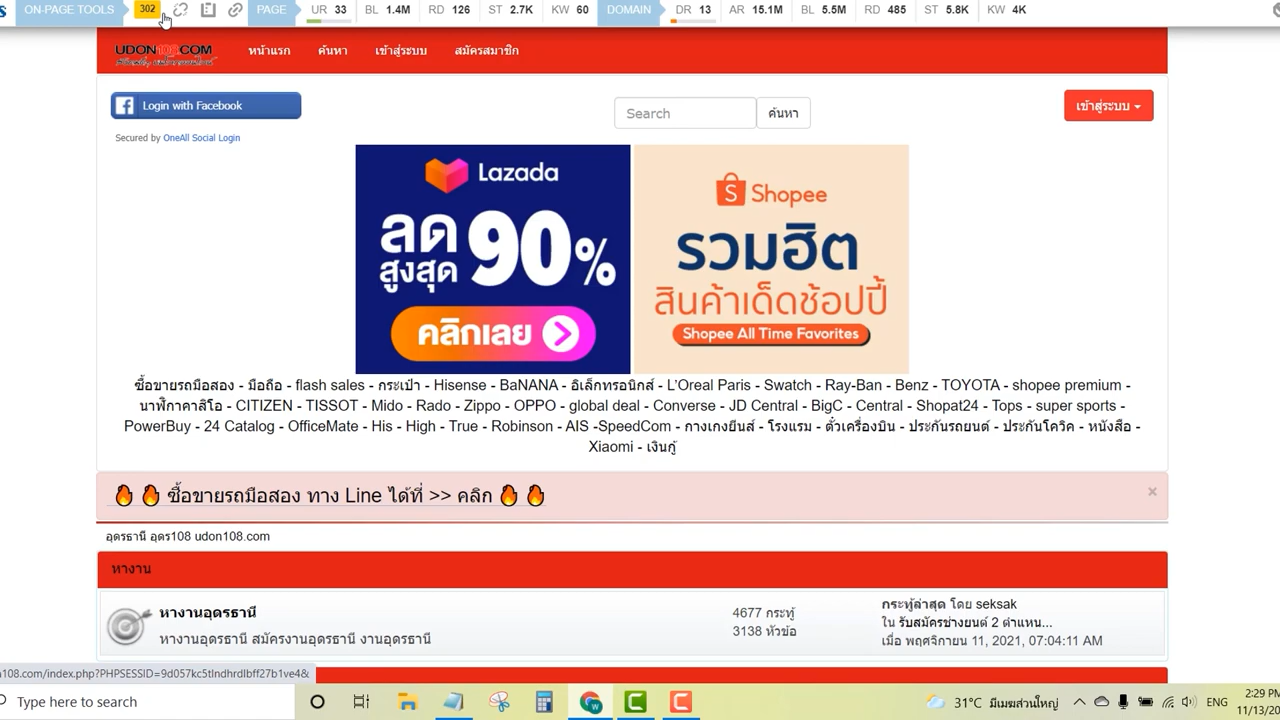 ON-PAGE TOOLS 302 PAGE UR 33 BL 1.4M RD 126 ST 2.7K KW 60 DOMAIN DR 13 AR 15.1M BL 5.5M RD 485 ST 5.8K KW 4K
UDON108.COM หน้าแรก ค้นหา เข้าสู่ระบบ สมัครสมาชิก
Login with Facebook Search ค้นหา เข้าสู่ระบบ
Secured by OneAll Social Login
Lazada
ลด
สูงสุด
90%
คลิกเลย
Shopee
รวมฮิต
สินค้าเด็ดช้อปปี้
Shopee All Time Favorites
ซื้อขายรถมือสอง - มือถือ - flash sales - กระเป๋า - Hisense - BaNANA - อิเล็กทรอนิกส์ - L'Oreal Paris - Swatch - Ray-Ban - Benz - TOYOTA - shopee premium -
นาฬิกาคาสิโอ - CITIZEN - TISSOT - Mido - Rado - Zippo - OPPO - global deal - Converse - JD Central - BigC - Central - Shopat24 - Tops - super sports -
PowerBuy - 24 Catalog - OfficeMate - His - High - True - Robinson - AIS -SpeedCom - กางเกงยีนส์ - โรงแรม - ตั๋วเครื่องบิน - ประกันรถยนต์ - ประกันโควิค - หนังสือ -
Xiaomi - เงินกู้
🔥 🔥 ซื้อขายรถมือสอง ทาง Line ได้ที่ >> คลิก 🔥 🔥 ×
อุดรธานี อุดร108 udon108.com
หางาน
หางานอุดรธานี
หางานอุดรธานี สมัครงานอุดรธานี งานอุดรธานี
4677 กระทู้
3138 หัวข้อ
กระทู้ล่าสุด โดย seksak
ใน รับสมัครช่างยนต์ 2 ตำแหน...
เมื่อ พฤศจิกายน 11, 2021, 07:04:11 AM
108.com/index.php?PHPSESSID=9d057kc5tlndhrdlbff27b1ve4&
Type here to search 31°C มีเมฆส่วนใหญ่ ENG 2:29 PM
11/13/20